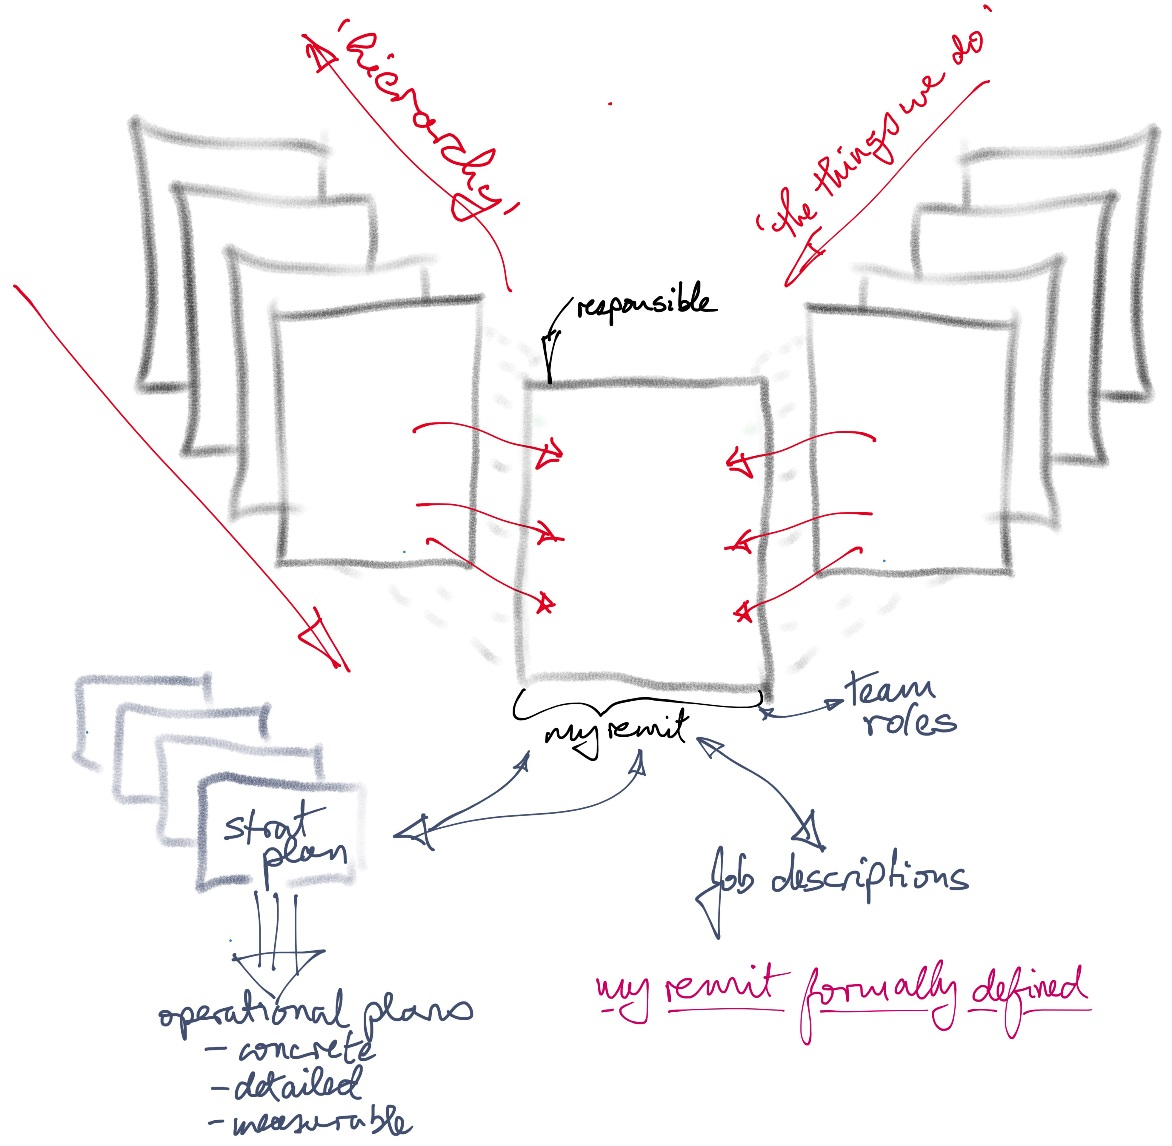 'hierarchy'
'the things we do'
responsible
my remit
team
roles
strat
plan
Job descriptions
my remit formally defined
operational plans
- concrete
- detailed
- measurable